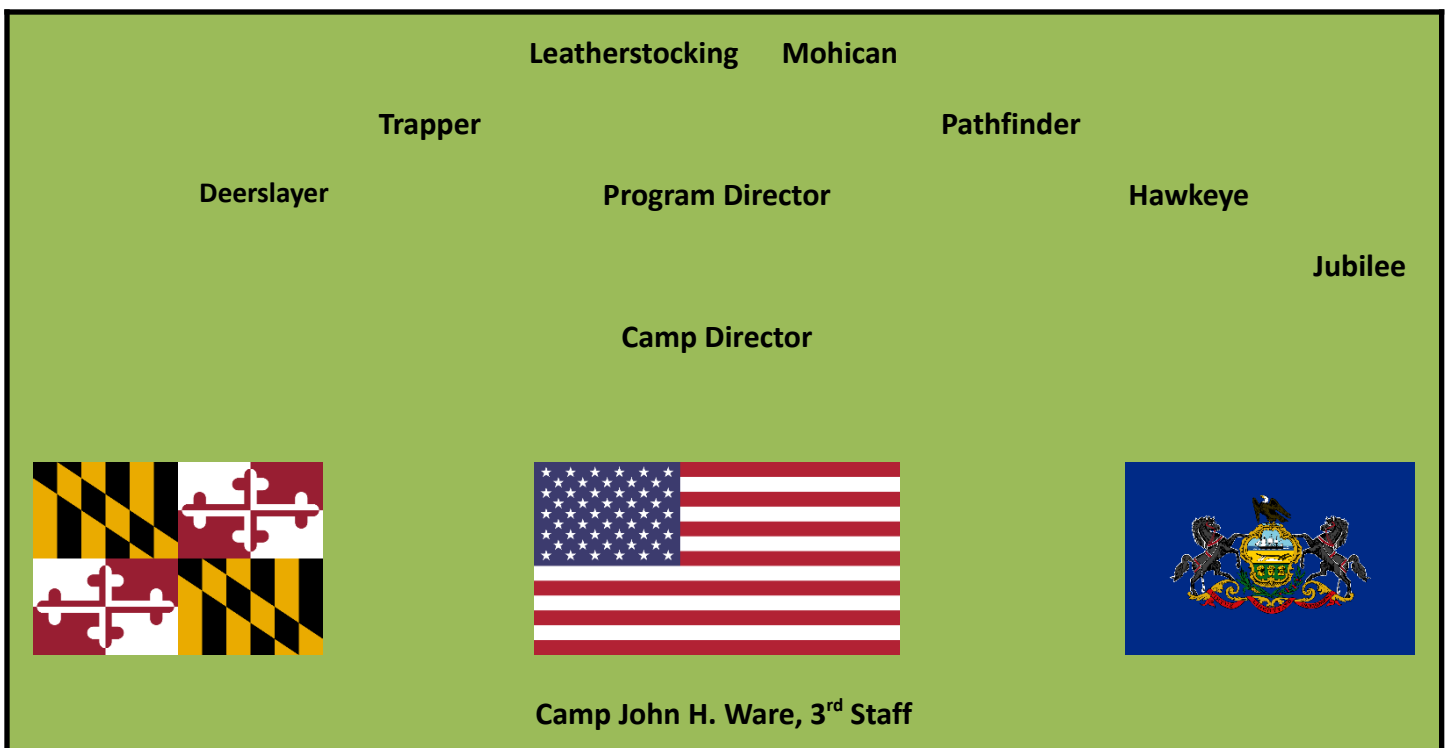 Leatherstocking Mohican
Trapper Pathfinder
Deerslayer Program Director Hawkeye
Jubilee
Camp Director
Camp John H. Ware, 3rd Staff